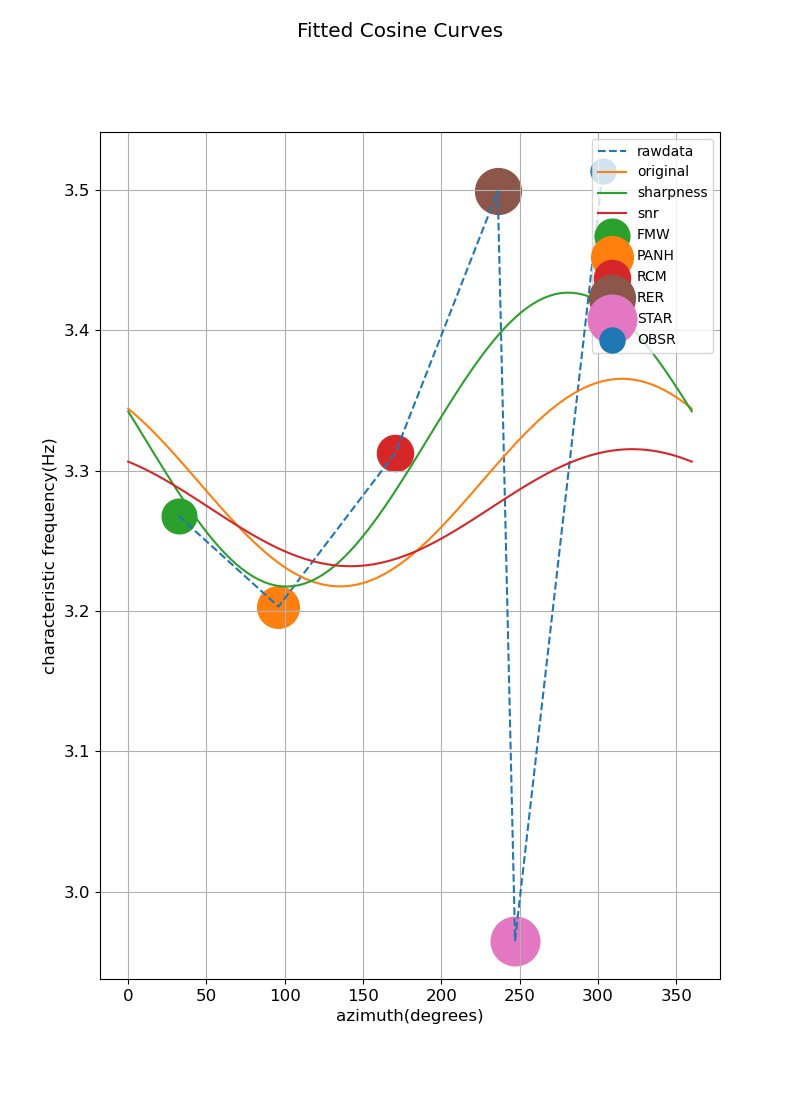 Fitted Cosine Curves
rawdata
original
sharpness
snr
FMW
PANH
RCM
RER
STAR
OBSR
characteristic frequency(Hz)
3.5
3.4
3.3
3.2
3.1
3.0
0 50 100 150 200 250 300 350
azimuth(degrees)